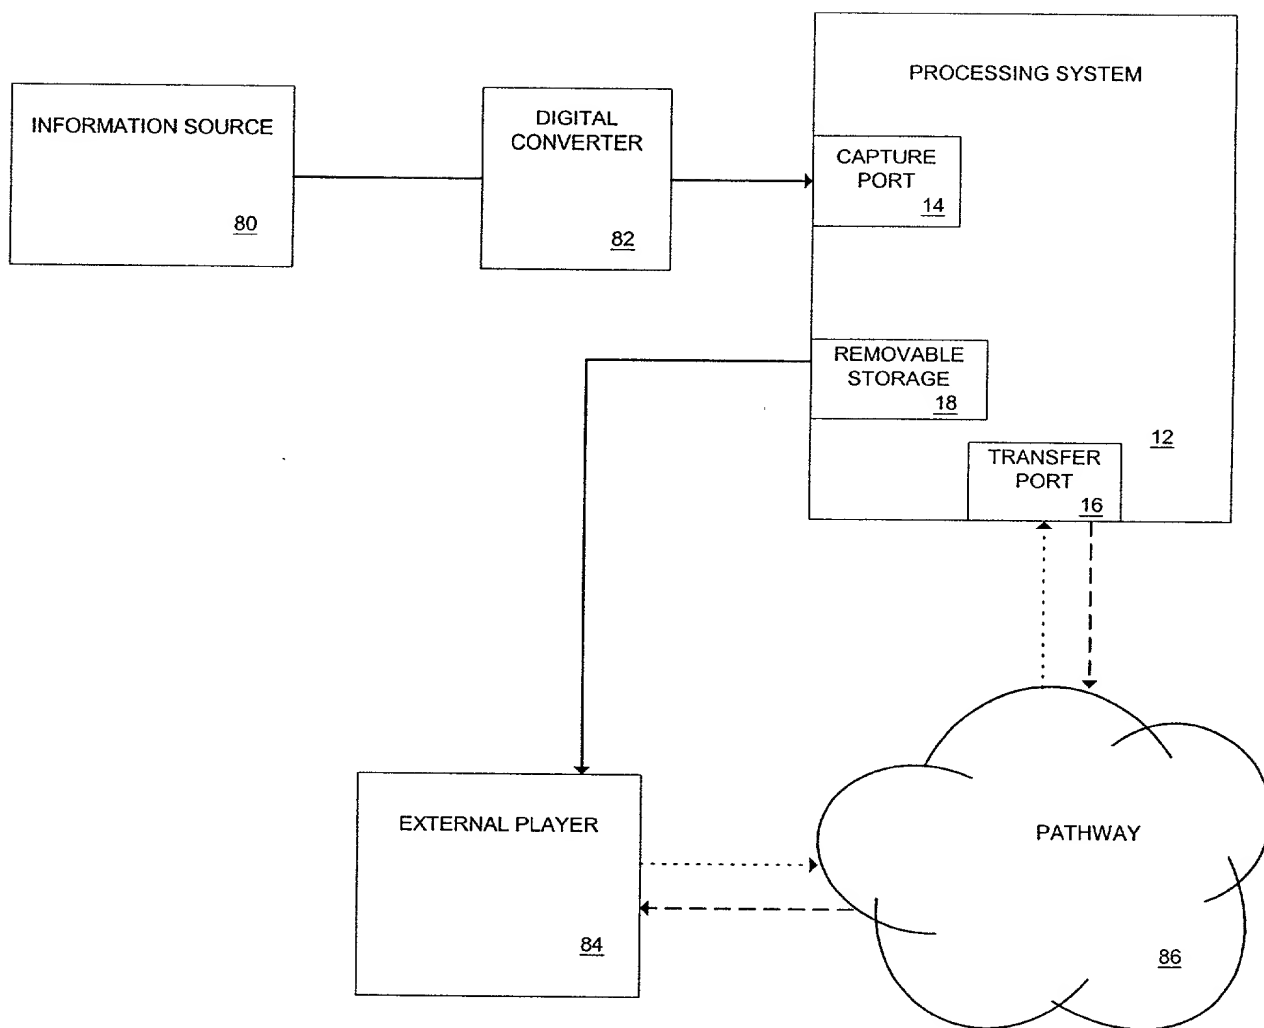 PROCESSING SYSTEM
INFORMATION SOURCE
80
DIGITAL
CONVERTER
82
CAPTURE
PORT
14
REMOVABLE
STORAGE
18
12
TRANSFER
PORT
16
EXTERNAL PLAYER
84
PATHWAY
86